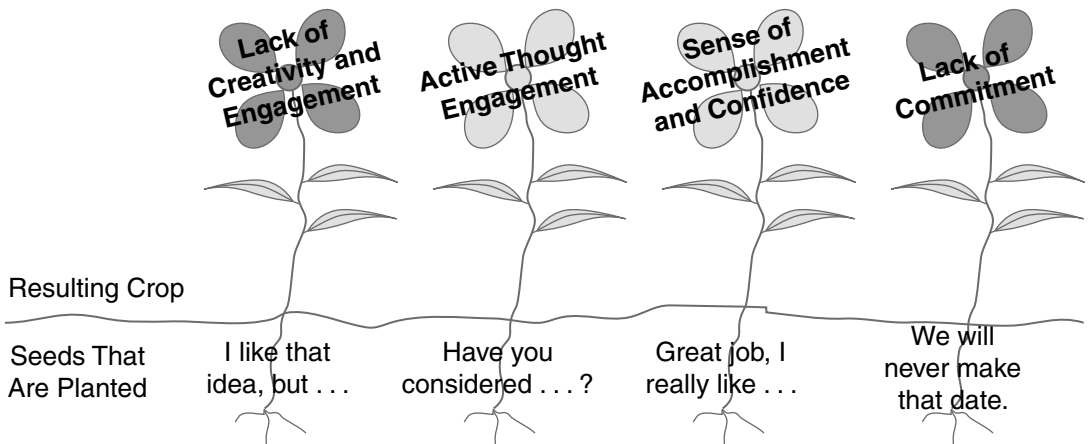 Lack of
Creativity and
Engagement
Active Thought
Engagement
Sense of
Accomplishment
and Confidence
Lack of
Commitment
Resulting Crop
Seeds That
Are Planted
I like that
idea, but . . .
Have you
considered . . . ?
Great job, I
really like . . .
We will
never make
that date.